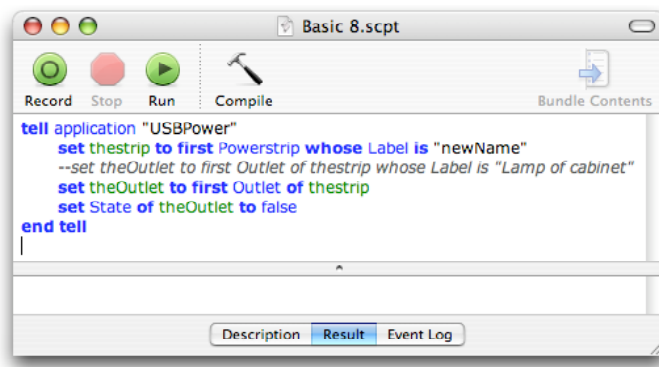 Basic 8.scpt
Record Stop Run Compile Bundle Contents
tell application "USBPower"
set thestrip to first Powerstrip whose Label is "newName"
--set theOutlet to first Outlet of thestrip whose Label is "Lamp of cabinet"
set theOutlet to first Outlet of thestrip
set State of theOutlet to false
end tell
Description Result Event Log